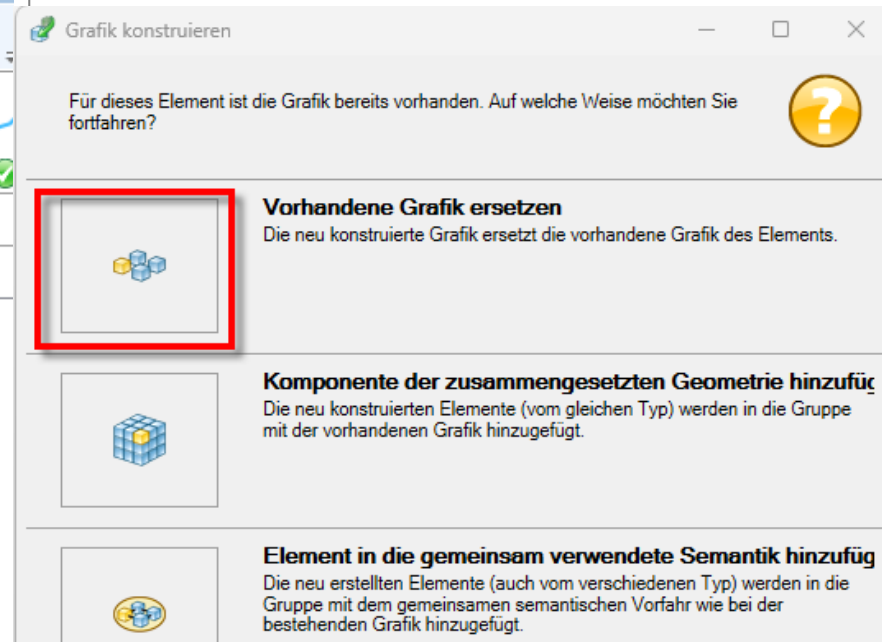 Grafik konstruieren
Für dieses Element ist die Grafik bereits vorhanden. Auf welche Weise möchten Sie
fortfahren?
Vorhandene Grafik ersetzen
Die neu konstruierte Grafik ersetzt die vorhandene Grafik des Elements.
Komponente der zusammengesetzten Geometrie hinzufüg
Die neu konstruierten Elemente (vom gleichen Typ) werden in die Gruppe
mit der vorhandenen Grafik hinzugefügt.
Element in die gemeinsam verwendete Semantik hinzufüg
Die neu erstellten Elemente (auch vom verschiedenen Typ) werden in die
Gruppe mit dem gemeinsamen semantischen Vorfahr wie bei der
bestehenden Grafik hinzugefügt.